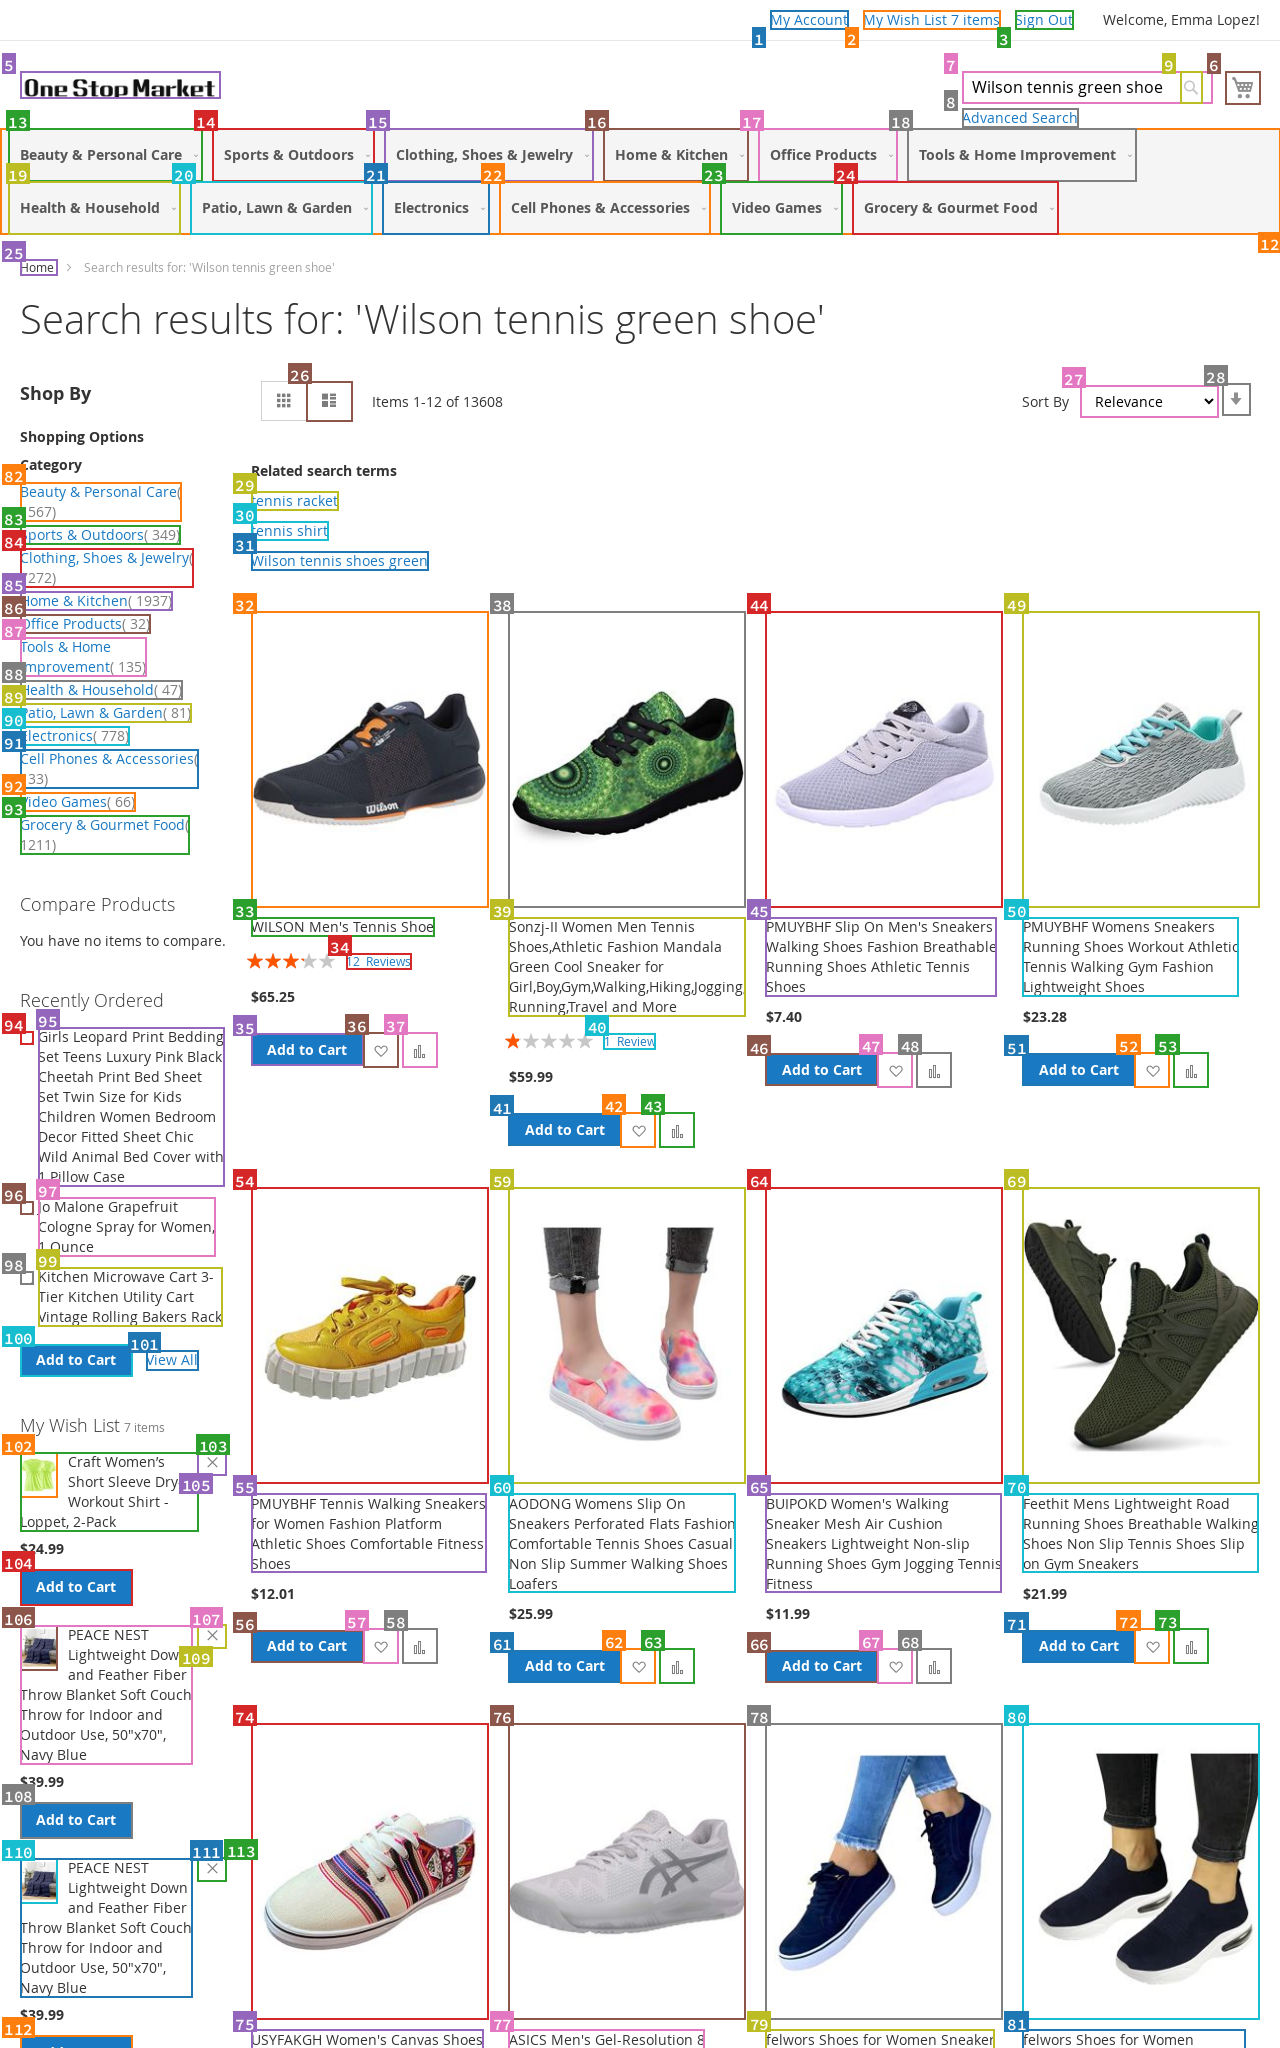 My Account
My Wish List 7 items
Sign Out
Welcome, Emma Lopez!
1
2
3
5
7
9
6
One Stop Market
Wilson tennis green shoe
8
Advanced Search
13
14
15
16
17
18
Beauty & Personal Care
Sports & Outdoors
Clothing, Shoes & Jewelry
Home & Kitchen
Office Products
Tools & Home Improvement
19
20
21
22
23
24
Health & Household
Patio, Lawn & Garden
Electronics
Cell Phones & Accessories
Video Games
Grocery & Gourmet Food
12
25
Home
Search results for: 'Wilson tennis green shoe'
Search results for: 'Wilson tennis green shoe'
26
27
28
Shop By
Items 1-12 of 13608
Sort By
Relevance
Shopping Options
Category
82
Beauty & Personal Care(
567)
83
Sports & Outdoors( 349)
84
Clothing, Shoes & Jewelry(
7272)
85
Home & Kitchen( 1937)
86
Office Products( 32)
87
Tools & Home
Improvement( 135)
88
Health & Household( 47)
89
Patio, Lawn & Garden( 81)
90
Electronics( 778)
91
Cell Phones & Accessories(
33)
92
Video Games( 66)
93
Grocery & Gourmet Food(
1211)
Compare Products
You have no items to compare.
Recently Ordered
94
95
Girls Leopard Print Bedding
Set Teens Luxury Pink Black
Cheetah Print Bed Sheet
Set Twin Size for Kids
Children Women Bedroom
Decor Fitted Sheet Chic
Wild Animal Bed Cover with
1 Pillow Case
96
97
Jo Malone Grapefruit
Cologne Spray for Women,
1 Ounce
98
99
Kitchen Microwave Cart 3-
Tier Kitchen Utility Cart
Vintage Rolling Bakers Rack
100
101
Add to Cart
View All
My Wish List 7 items
102
103
Craft Women’s
Short Sleeve Dry
105
Workout Shirt -
Loppet, 2-Pack
$24.99
104
Add to Cart
106
107
PEACE NEST
Lightweight Down
109
and Feather Fiber
Throw Blanket Soft Couch
Throw for Indoor and
Outdoor Use, 50"x70",
Navy Blue
$39.99
108
Add to Cart
110
111
113
PEACE NEST
Lightweight Down
and Feather Fiber
Throw Blanket Soft Couch
Throw for Indoor and
Outdoor Use, 50"x70",
Navy Blue
$39.99
112
Related search terms
29
tennis racket
30
tennis shirt
31
Wilson tennis shoes green
32
38
44
49
Wilson
33
WILSON Men's Tennis Shoe
34
12 Reviews
$65.25
35
36
37
Add to Cart
39
Sonzj-II Women Men Tennis
Shoes,Athletic Fashion Mandala
Green Cool Sneaker for
Girl,Boy,Gym,Walking,Hiking,Jogging,
Running,Travel and More
40
1 Review
$59.99
41
42
43
Add to Cart
45
PMUYBHF Slip On Men's Sneakers
Walking Shoes Fashion Breathable
Running Shoes Athletic Tennis
Shoes
$7.40
46
47
48
Add to Cart
50
PMUYBHF Womens Sneakers
Running Shoes Workout Athletic
Tennis Walking Gym Fashion
Lightweight Shoes
$23.28
51
52
53
Add to Cart
54
59
64
69
55
PMUYBHF Tennis Walking Sneakers
for Women Fashion Platform
Athletic Shoes Comfortable Fitness
Shoes
$12.01
56
57
58
Add to Cart
60
AODONG Womens Slip On
Sneakers Perforated Flats Fashion
Comfortable Tennis Shoes Casual
Non Slip Summer Walking Shoes
Loafers
$25.99
61
62
63
Add to Cart
65
BUIPOKD Women's Walking
Sneaker Mesh Air Cushion
Sneakers Lightweight Non-slip
Running Shoes Gym Jogging Tennis
Fitness
$11.99
66
67
68
Add to Cart
70
Feethit Mens Lightweight Road
Running Shoes Breathable Walking
Shoes Non Slip Tennis Shoes Slip
on Gym Sneakers
$21.99
71
72
73
Add to Cart
74
76
78
80
75
USYFAKGH Women's Canvas Shoes
77
ASICS Men's Gel-Resolution 8
79
felwors Shoes for Women Sneaker
81
felwors Shoes for Women